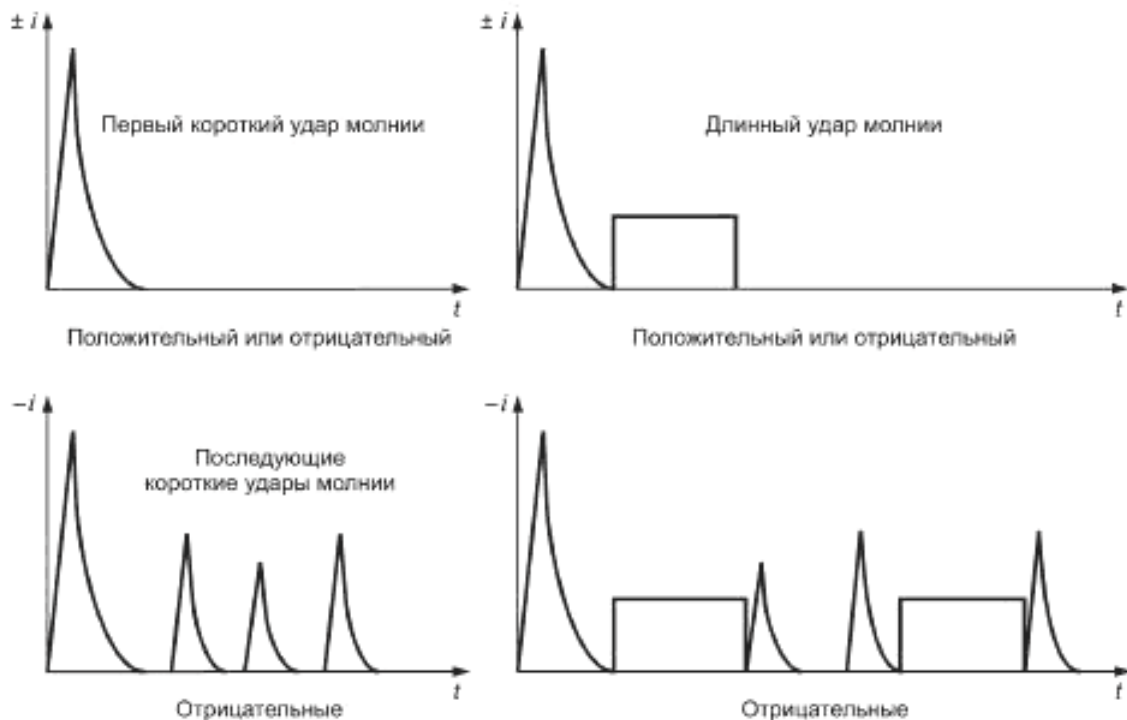 ± i
Первый короткий удар молнии
t
Положительный или отрицательный
± i
Длинный удар молнии
t
Положительный или отрицательный
−i
Последующие
короткие удары молнии
t
Отрицательные
−i
t
Отрицательные